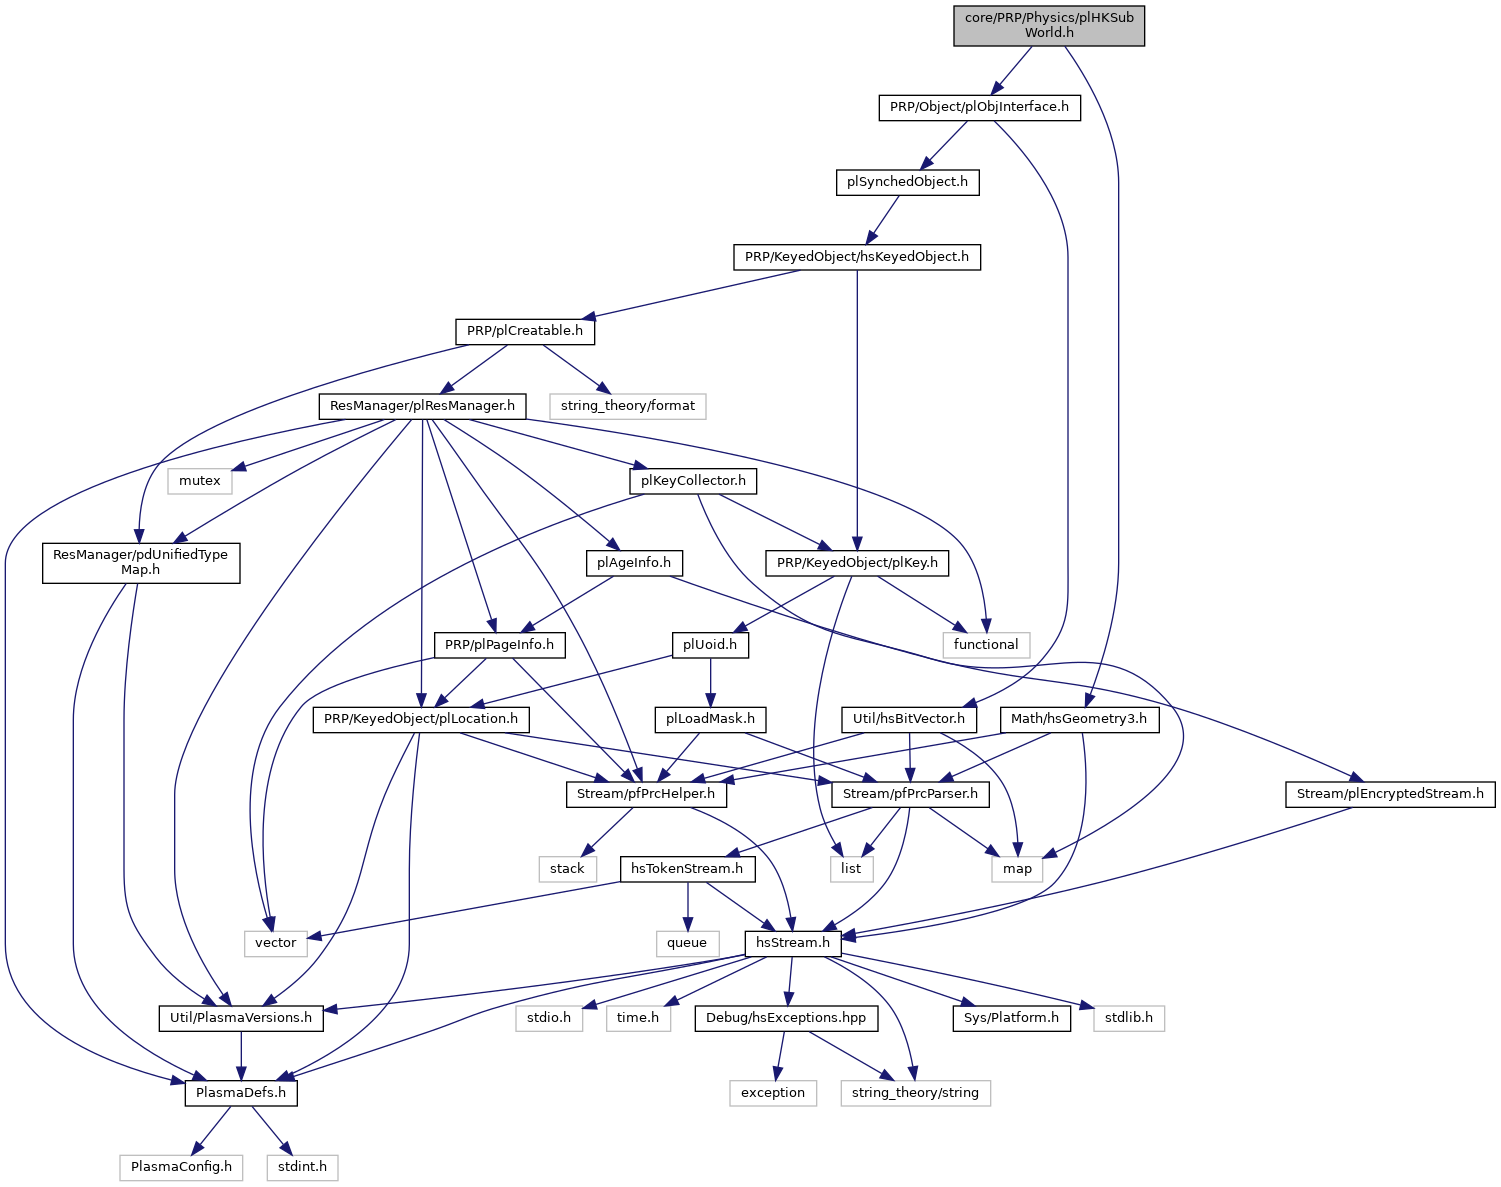 core/PRP/Physics/plHKSub
World.h
PRP/Object/plObjInterface.h
plSynchedObject.h
PRP/KeyedObject/hsKeyedObject.h
PRP/plCreatable.h
ResManager/plResManager.h
string_theory/format
mutex
plKeyCollector.h
ResManager/pdUnifiedType
Map.h
plAgeInfo.h
PRP/KeyedObject/plKey.h
PRP/plPageInfo.h
plUoid.h
functional
PRP/KeyedObject/plLocation.h
plLoadMask.h
Util/hsBitVector.h
Math/hsGeometry3.h
Stream/pfPrcHelper.h
Stream/pfPrcParser.h
Stream/plEncryptedStream.h
stack
hsTokenStream.h
list
map
vector
queue
hsStream.h
Util/PlasmaVersions.h
stdio.h
time.h
Debug/hsExceptions.hpp
Sys/Platform.h
stdlib.h
PlasmaDefs.h
exception
string_theory/string
PlasmaConfig.h
stdint.h